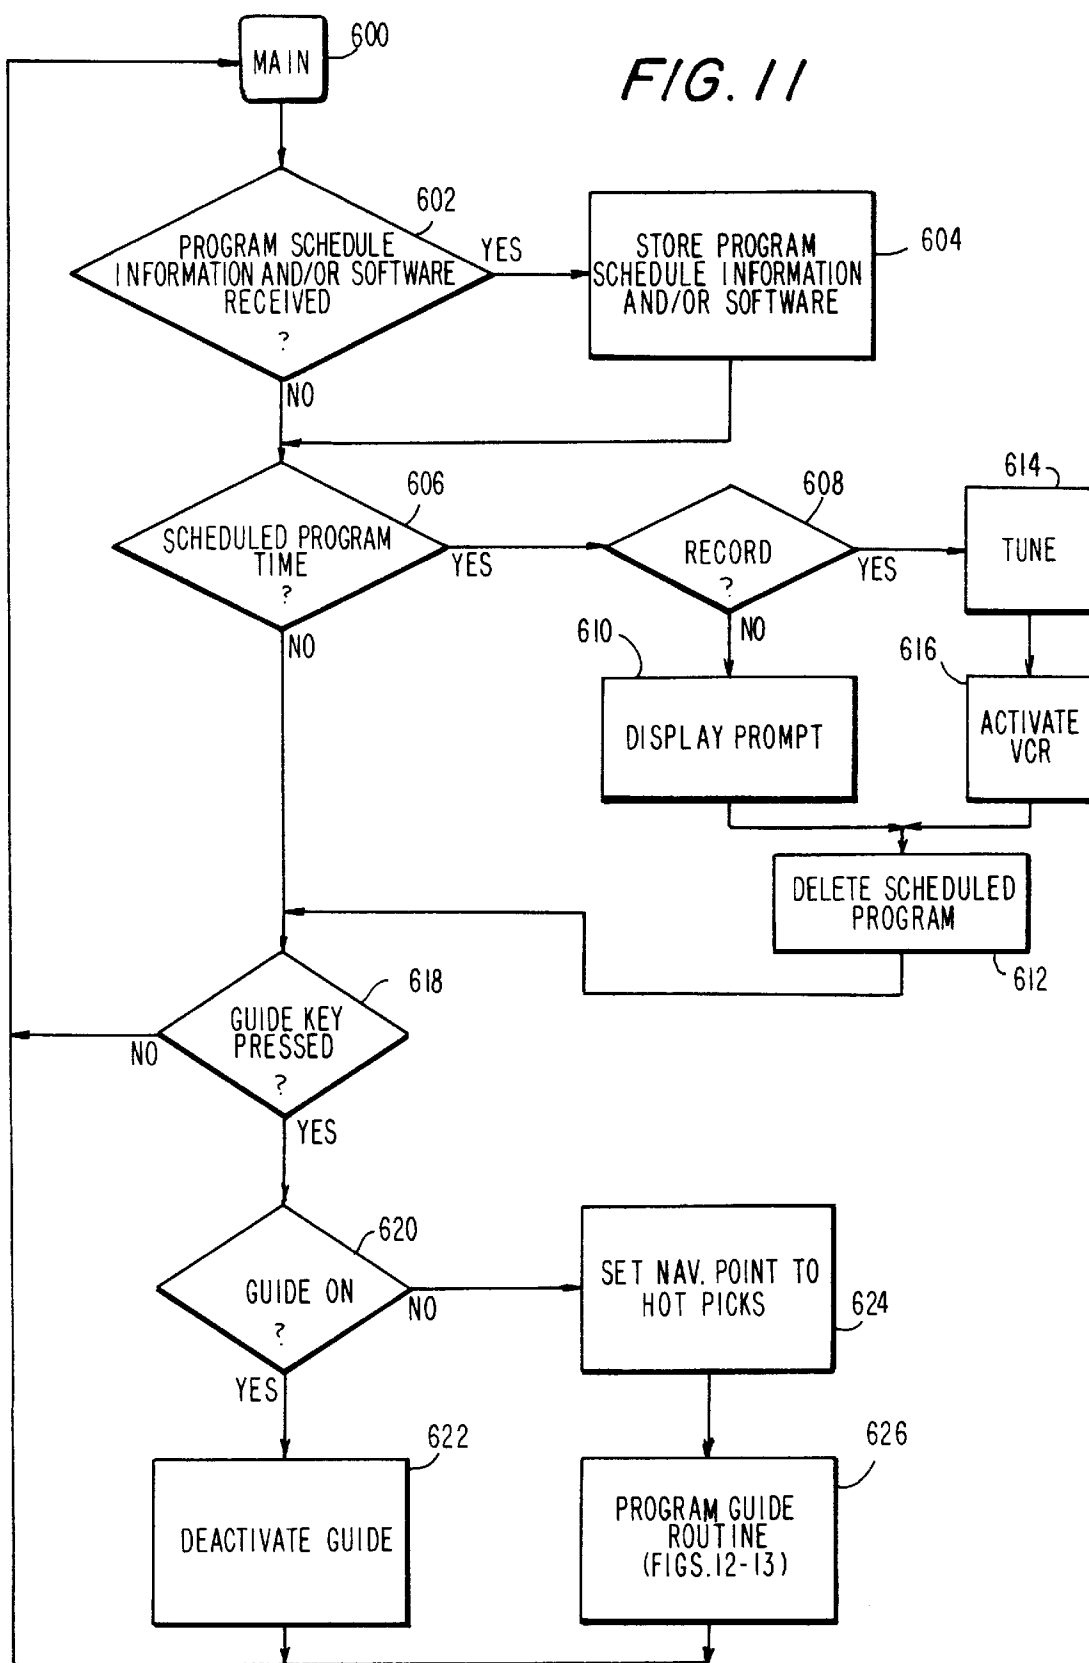 MAIN
600
FIG. 11
602
PROGRAM SCHEDULE
INFORMATION AND/OR SOFTWARE
RECEIVED
?
YES
NO
STORE PROGRAM
SCHEDULE INFORMATION
AND/OR SOFTWARE
604
606
SCHEDULED PROGRAM
TIME
?
YES
NO
608
RECORD
?
YES
NO
614
TUNE
610
DISPLAY PROMPT
616
ACTIVATE
VCR
DELETE SCHEDULED
PROGRAM
612
618
GUIDE KEY
PRESSED
?
NO
YES
620
GUIDE ON
?
NO
YES
SET NAV. POINT TO
HOT PICKS
624
622
DEACTIVATE GUIDE
626
PROGRAM GUIDE
ROUTINE
(FIGS.12-13)